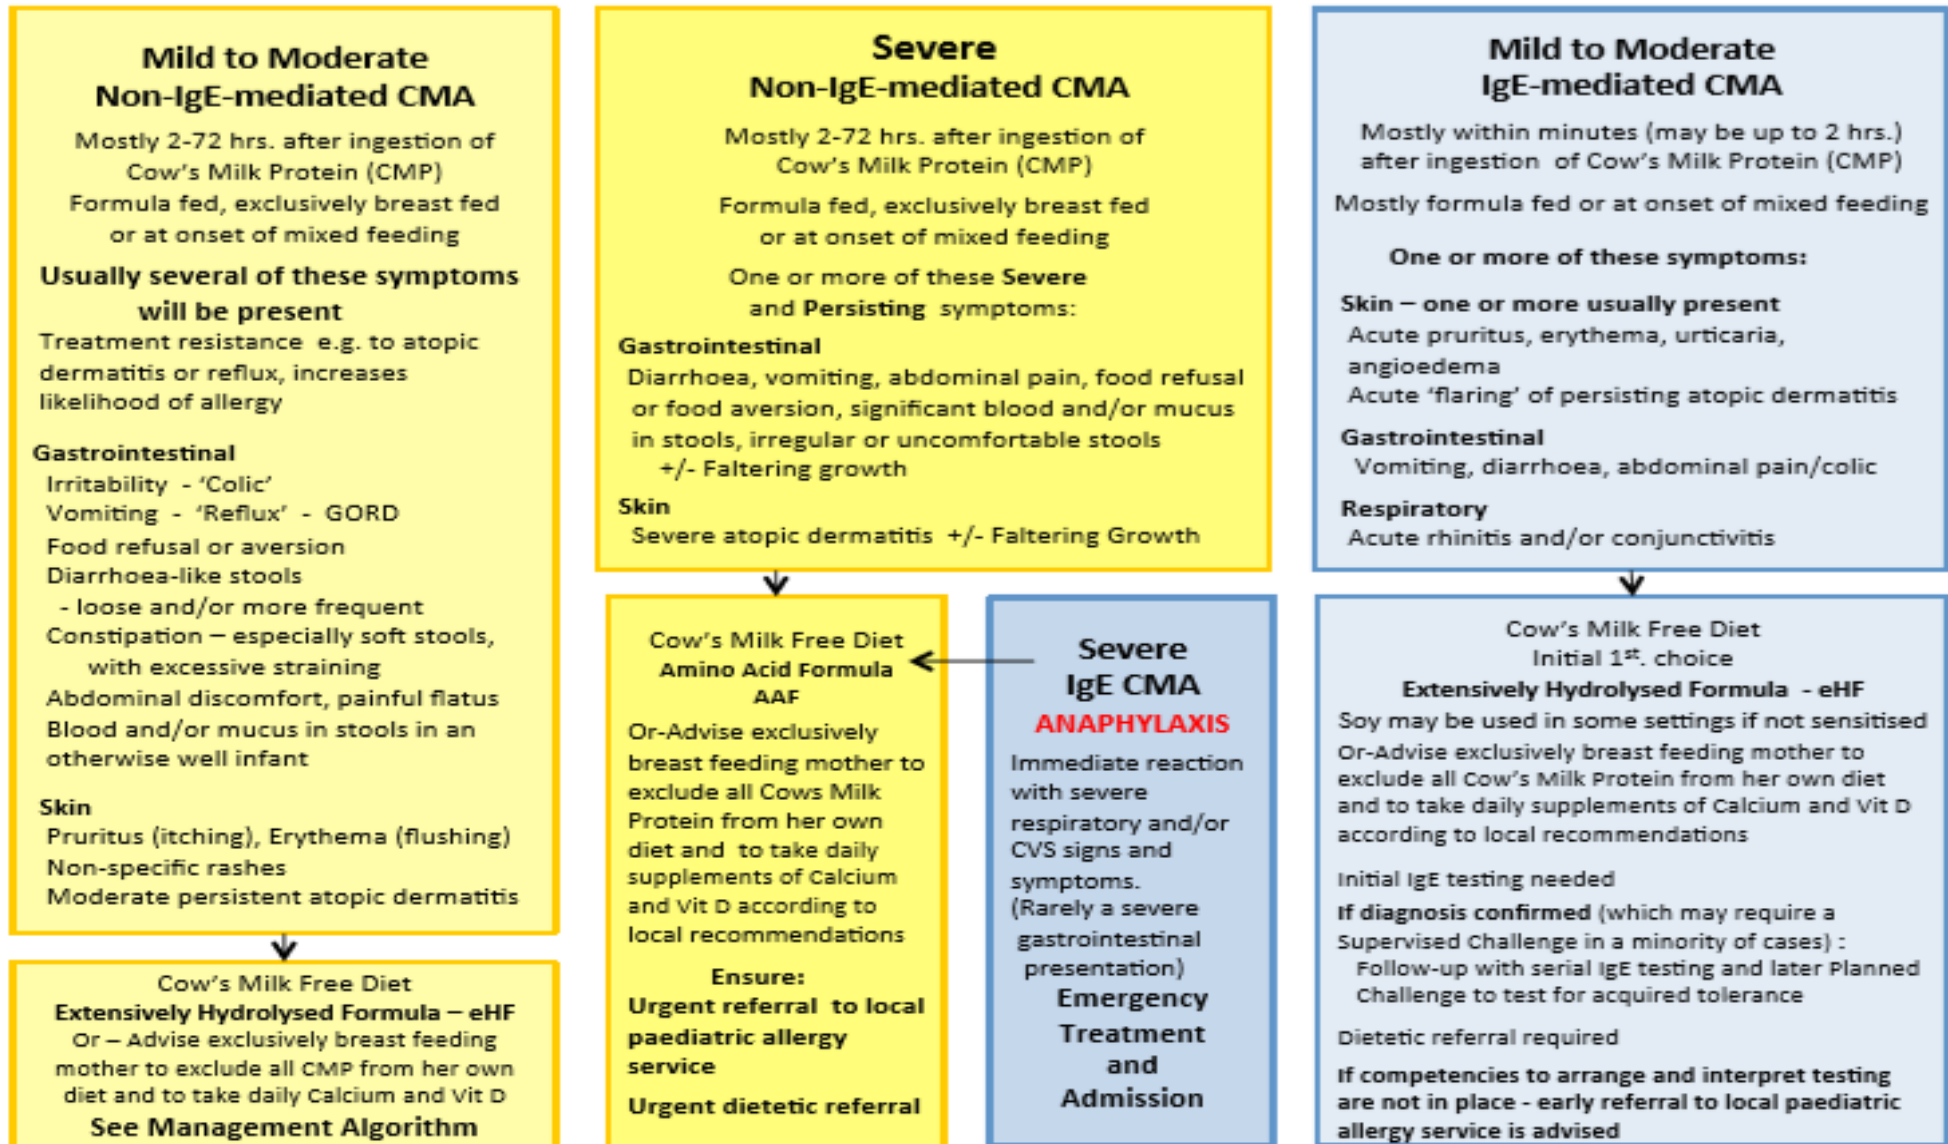 Mild to Moderate
Non-IgE-mediated CMA
Mostly 2-72 hrs. after ingestion of
Cow's Milk Protein (CMP)
Formula fed, exclusively breast fed
or at onset of mixed feeding
Usually several of these symptoms
will be present
Treatment resistance e.g. to atopic
dermatitis or reflux, increases
likelihood of allergy
Gastrointestinal
Irritability - 'Colic'
Vomiting - 'Reflux' - GORD
Food refusal or aversion
Diarrhoea-like stools
- loose and/or more frequent
Constipation – especially soft stools,
with excessive straining
Abdominal discomfort, painful flatus
Blood and/or mucus in stools in an
otherwise well infant
Skin
Pruritus (itching), Erythema (flushing)
Non-specific rashes
Moderate persistent atopic dermatitis
Cow's Milk Free Diet
Extensively Hydrolysed Formula – eHF
Or – Advise exclusively breast feeding
mother to exclude all CMP from her own
diet and to take daily Calcium and Vit D
See Management Algorithm
Severe
Non-IgE-mediated CMA
Mostly 2-72 hrs. after ingestion of
Cow's Milk Protein (CMP)
Formula fed, exclusively breast fed
or at onset of mixed feeding
One or more of these Severe
and Persisting symptoms:
Gastrointestinal
Diarrhoea, vomiting, abdominal pain, food refusal
or food aversion, significant blood and/or mucus
in stools, irregular or uncomfortable stools
+/- Faltering growth
Skin
Severe atopic dermatitis +/- Faltering Growth
Cow's Milk Free Diet
Amino Acid Formula
AAF
Or-Advise exclusively
breast feeding mother to
exclude all Cows Milk
Protein from her own
diet and to take daily
supplements of Calcium
and Vit D according to
local recommendations
Ensure:
Urgent referral to local
paediatric allergy
service
Urgent dietetic referral
Severe
IgE CMA
ANAPHYLAXIS
Immediate reaction
with severe
respiratory and/or
CVS signs and
symptoms.
(Rarely a severe
gastrointestinal
presentation)
Emergency
Treatment
and
Admission
Mild to Moderate
IgE-mediated CMA
Mostly within minutes (may be up to 2 hrs.)
after ingestion of Cow's Milk Protein (CMP)
Mostly formula fed or at onset of mixed feeding
One or more of these symptoms:
Skin – one or more usually present
Acute pruritus, erythema, urticaria,
angioedema
Acute 'flaring' of persisting atopic dermatitis
Gastrointestinal
Vomiting, diarrhoea, abdominal pain/colic
Respiratory
Acute rhinitis and/or conjunctivitis
Cow's Milk Free Diet
Initial 1st. choice
Extensively Hydrolysed Formula - eHF
Soy may be used in some settings if not sensitised
Or-Advise exclusively breast feeding mother to
exclude all Cow's Milk Protein from her own diet
and to take daily supplements of Calcium and Vit D
according to local recommendations
Initial IgE testing needed
If diagnosis confirmed (which may require a
Supervised Challenge in a minority of cases) :
Follow-up with serial IgE testing and later Planned
Challenge to test for acquired tolerance
Dietetic referral required
If competencies to arrange and interpret testing
are not in place - early referral to local paediatric
allergy service is advised